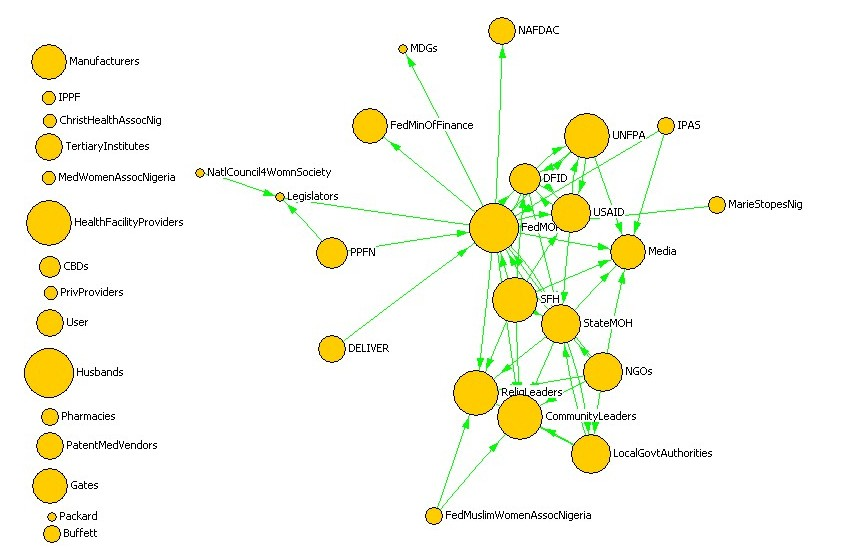 Manufacturers
IPPF
ChristHealthAssocNig
TertiaryInstitutes
MedWomenAssocNigeria
HealthFacilityProviders
CBDs
PrivProviders
User
Husbands
Pharmacies
PatentMedVendors
Gates
Packard
Buffett
NAFDAC
MDGs
FedMinOfFinance
UNFPA
IPAS
NatlCouncil4WomnSociety
DFID
Legislators
MarieStopesNig
USAID
FedMOH
PPFN
Media
SFH
StateMOH
DELIVER
NGOs
ReligLeaders
CommunityLeaders
LocalGovtAuthorities
FedMuslimWomenAssocNigeria